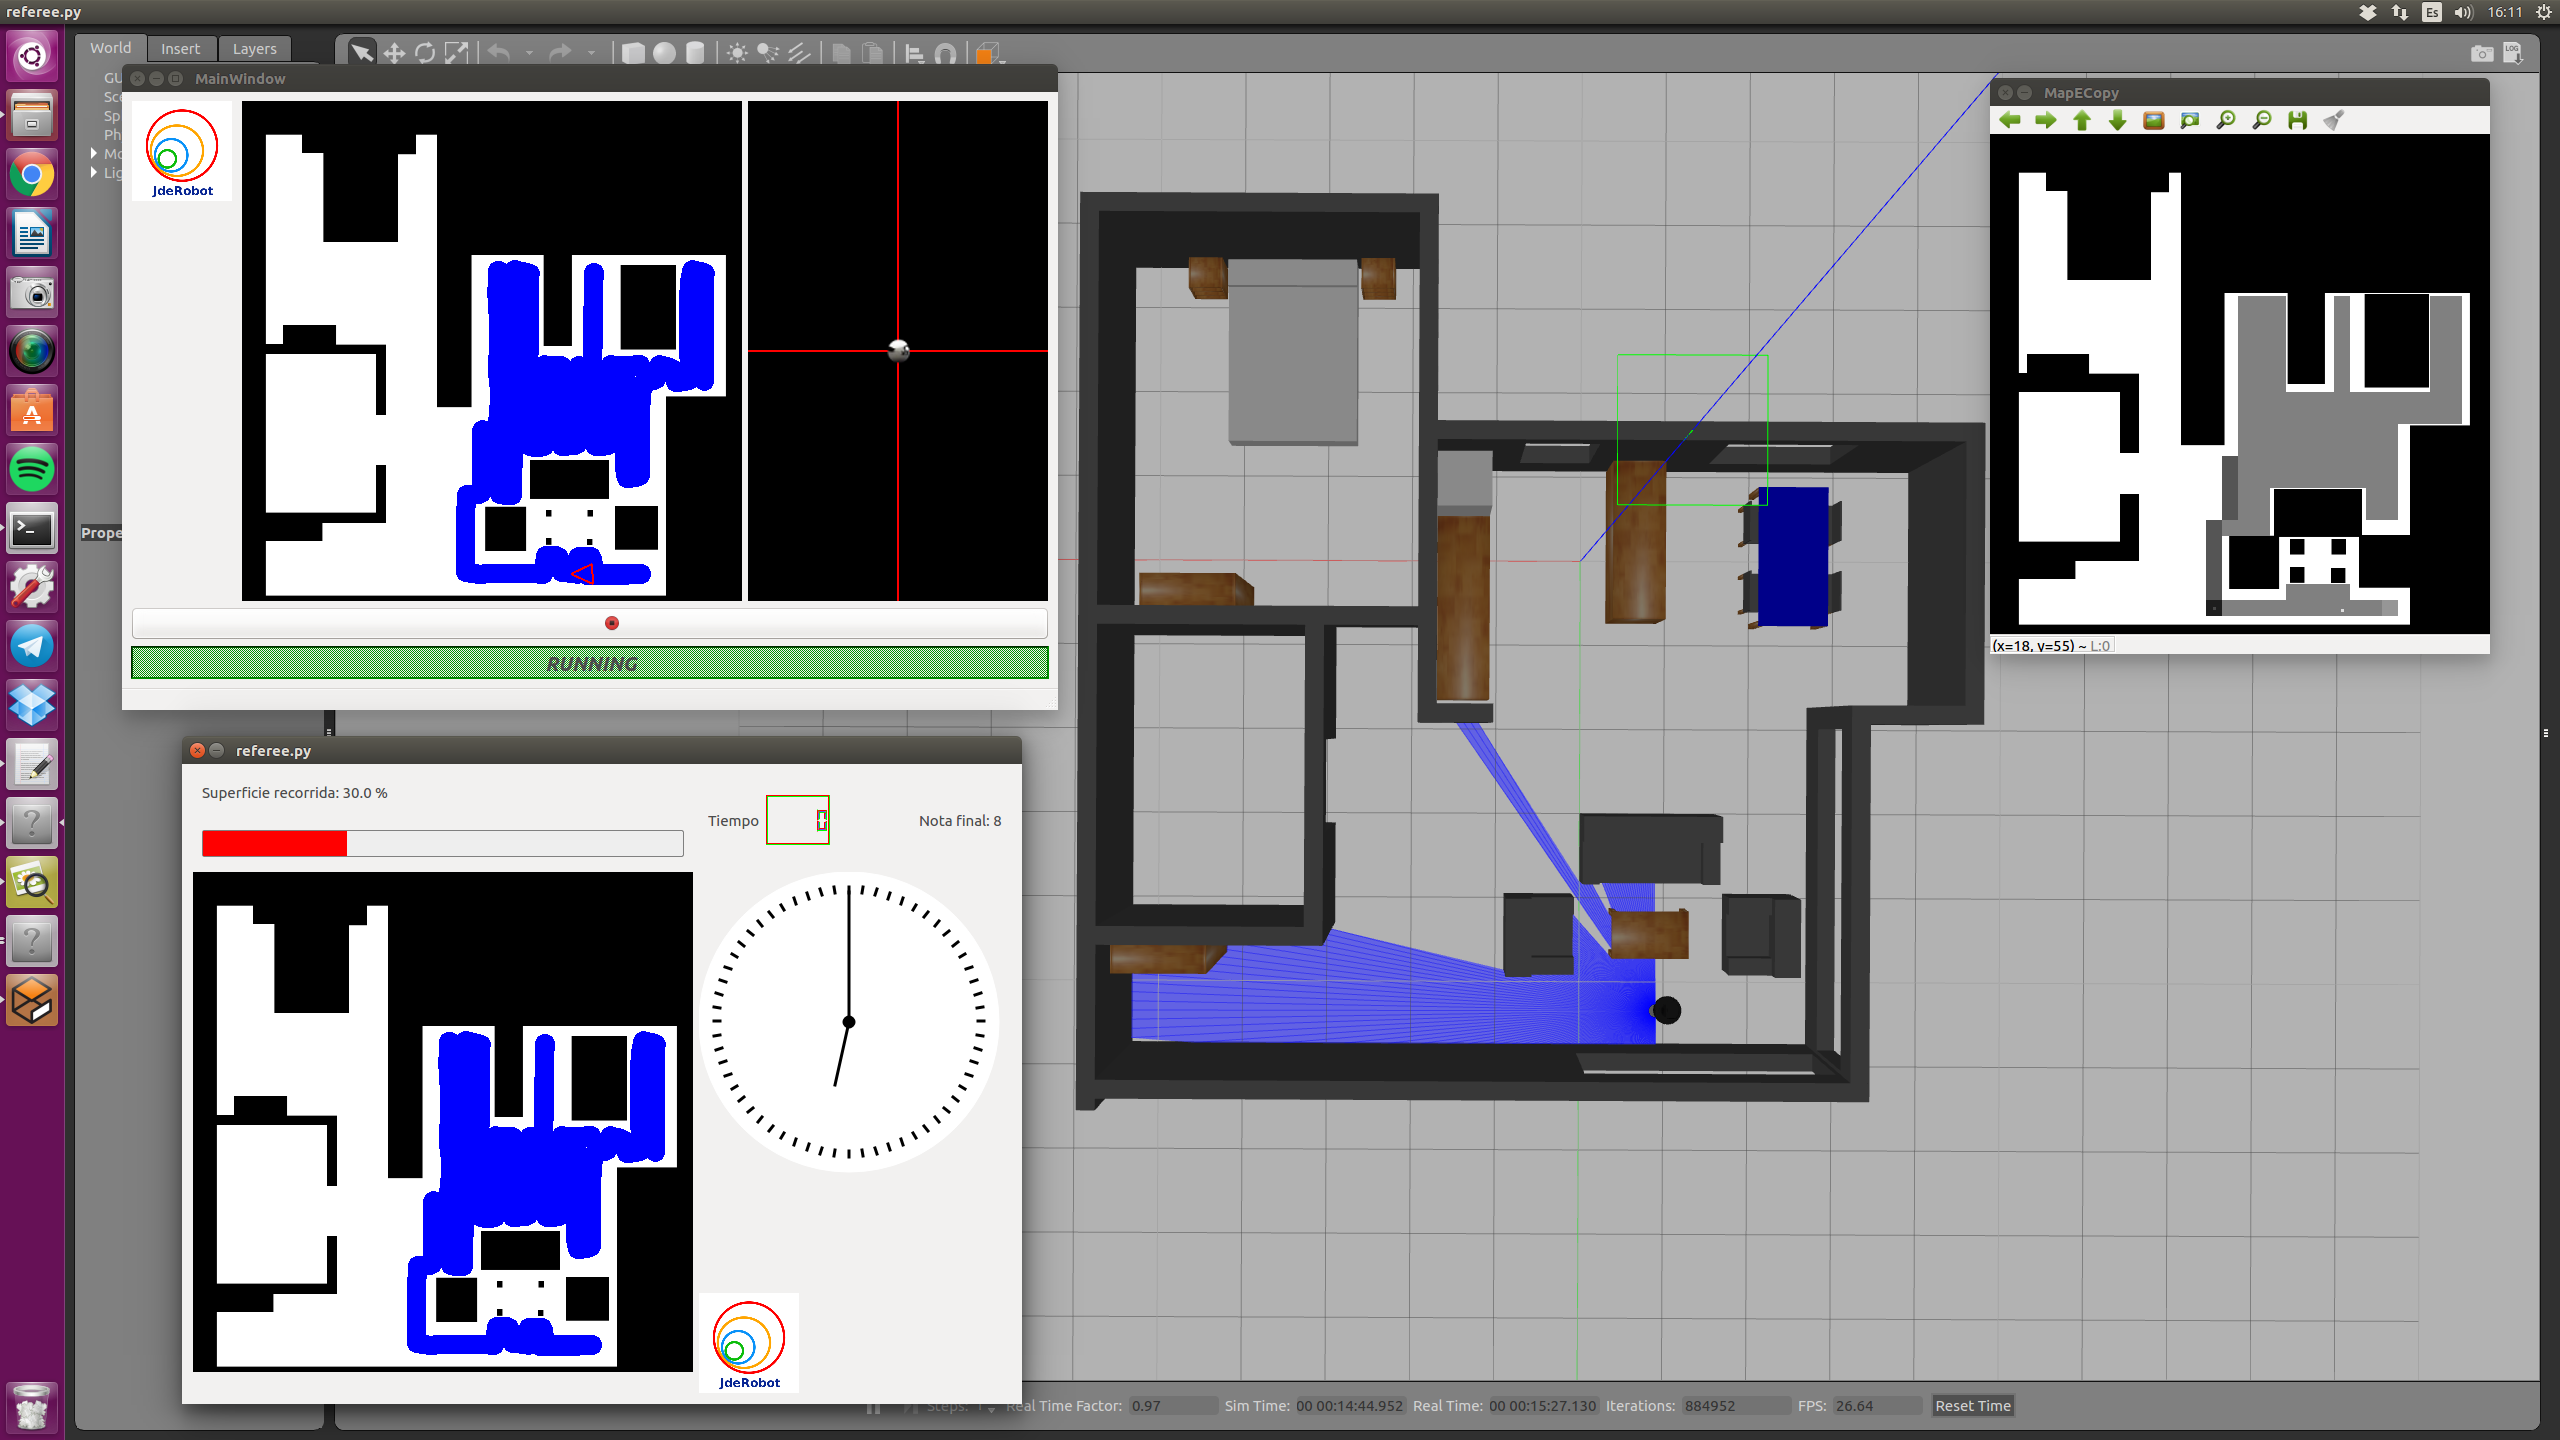 referee.py
Es
16:11
World
Insert
Layers
GU
Sce
Sp
Ph
Mo
Lig
Prope
LOG
MainWindow
JdeRobot
RUNNING
MapECopy
(x=18, y=55) ~ L:0
referee.py
Superficie recorrida: 30.0 %
Tiempo
Nota final: 8
JdeRobot
Steps: 1
Real Time Factor: 0.97
Sim Time: 00 00:14:44.952
Real Time: 00 00:15:27.130
Iterations: 884952
FPS: 26.64
Reset Time